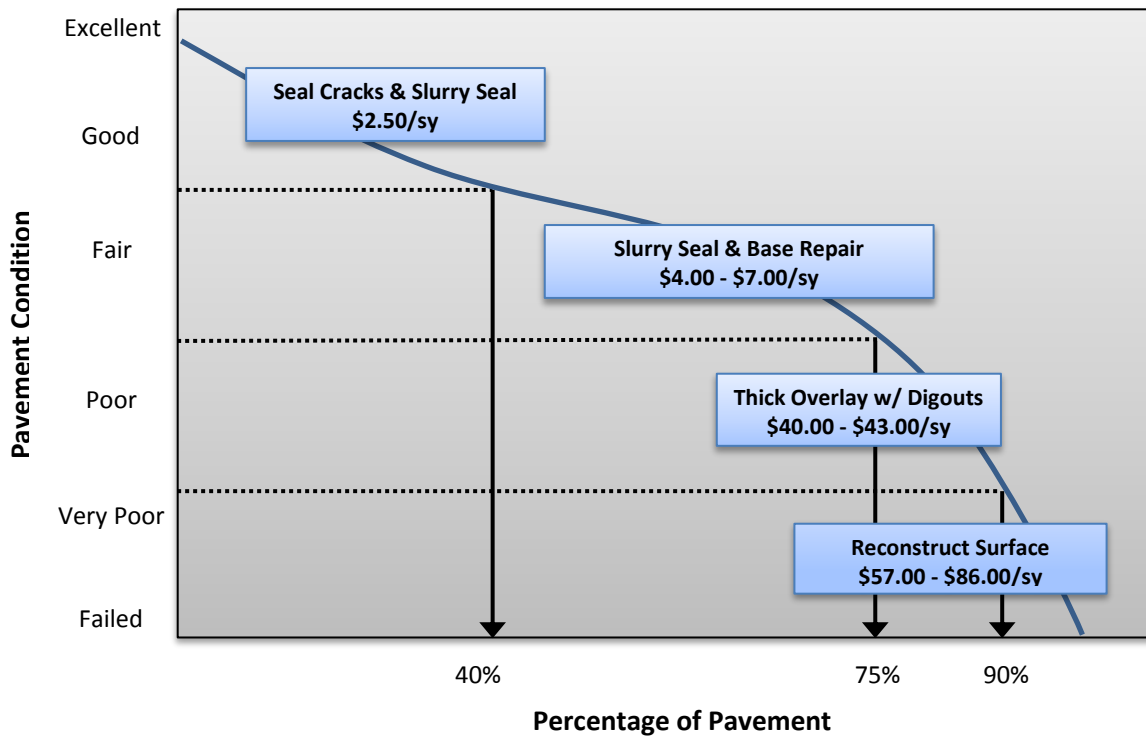 Excellent
Good
Fair
Poor
Very Poor
Failed
Pavement Condition
Seal Cracks & Slurry Seal
$2.50/sy
Slurry Seal & Base Repair
$4.00 - $7.00/sy
Thick Overlay w/ Digouts
$40.00 - $43.00/sy
Reconstruct Surface
$57.00 - $86.00/sy
40%
75%
90%
Percentage of Pavement